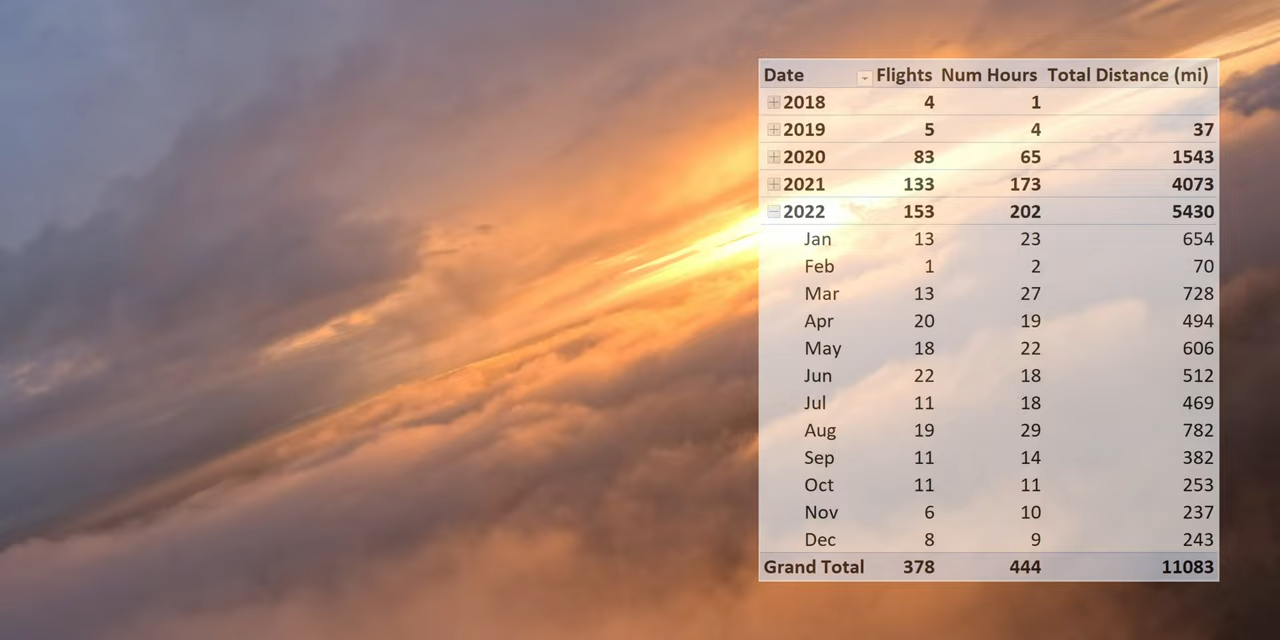 Date Flights Num Hours Total Distance (mi)
2018 4 1
2019 5 4 37
2020 83 65 1543
2021 133 173 4073
2022 153 202 5430
Jan 13 23 654
Feb 1 2 70
Mar 13 27 728
Apr 20 19 494
May 18 22 606
Jun 22 18 512
Jul 11 18 469
Aug 19 29 782
Sep 11 14 382
Oct 11 11 253
Nov 6 10 237
Dec 8 9 243
Grand Total 378 444 11083